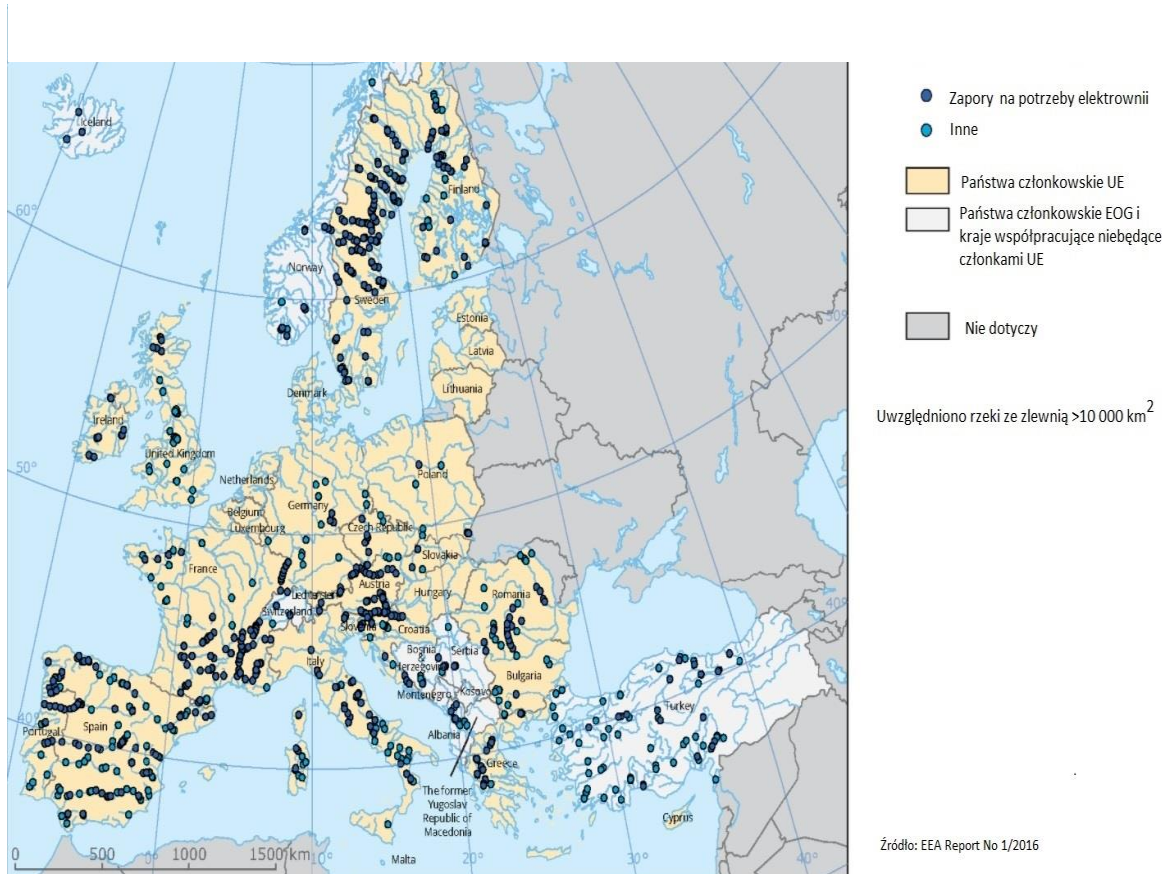 Iceland
60°
Finland
Norway
Sweden
Estonia
Latvia
Lithuania
Denmark
Ireland
United Kingdom
50°
50°
Netherlands
Belgium
Luxembourg
Germany
Poland
Czech Republic
Slovakia
France
Austria
Liechtenstein
Switzerland
Hungary
Romania
Slovenia
Croatia
40°
Italy
Bosnia
Herzegovina
Serbia
Montenegro
Kosovo
Bulgaria
40°
Portugal
Spain
Albania
Turkey
Greece
The former
Yugoslav
Republic of
Macedonia
Cyprus
Malta
0 500 1000 1500 km
10°
20°
30°
40°
Zapory na potrzeby elektrownii
Inne
Państwa członkowskie UE
Państwa członkowskie EOG i
kraje współpracujące niebędące
członkami UE
Nie dotyczy
Uwzględniono rzeki ze zlewnią >10 000 km²
Źródło: EEA Report No 1/2016